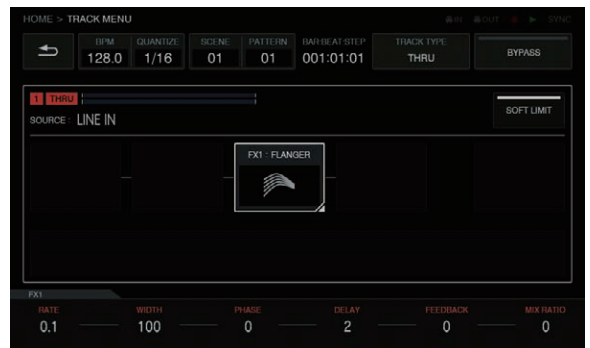 HOME > TRACK MENU IN OUT SYNC
BPM QUANTIZE SCENE PATTERN BAR:BEAT:STEP TRACK TYPE
128.0 1/16 01 01 001:01:01 THRU BYPASS
1 THRU
SOURCE : LINE IN SOFT LIMIT
FX1 : FLANGER
FX1
RATE WIDTH PHASE DELAY FEEDBACK MIX RATIO
0.1 100 0 2 0 0